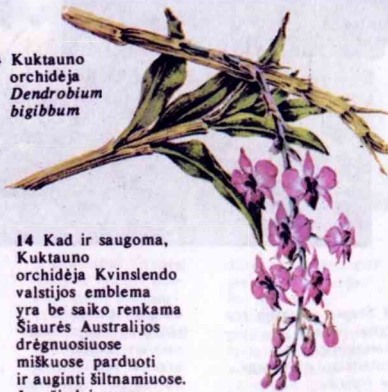 Kuktauno
orchidėja
Dendrobium
bigibbum
14 Kad ir saugoma,
Kuktauno
orchidėja Kvinslendo
valstijos emblema
yra be saiko renkama
Šiaurės Australijos
drėgnuosiuose
miškuose parduoti
ir auginti šiltnamiuose.